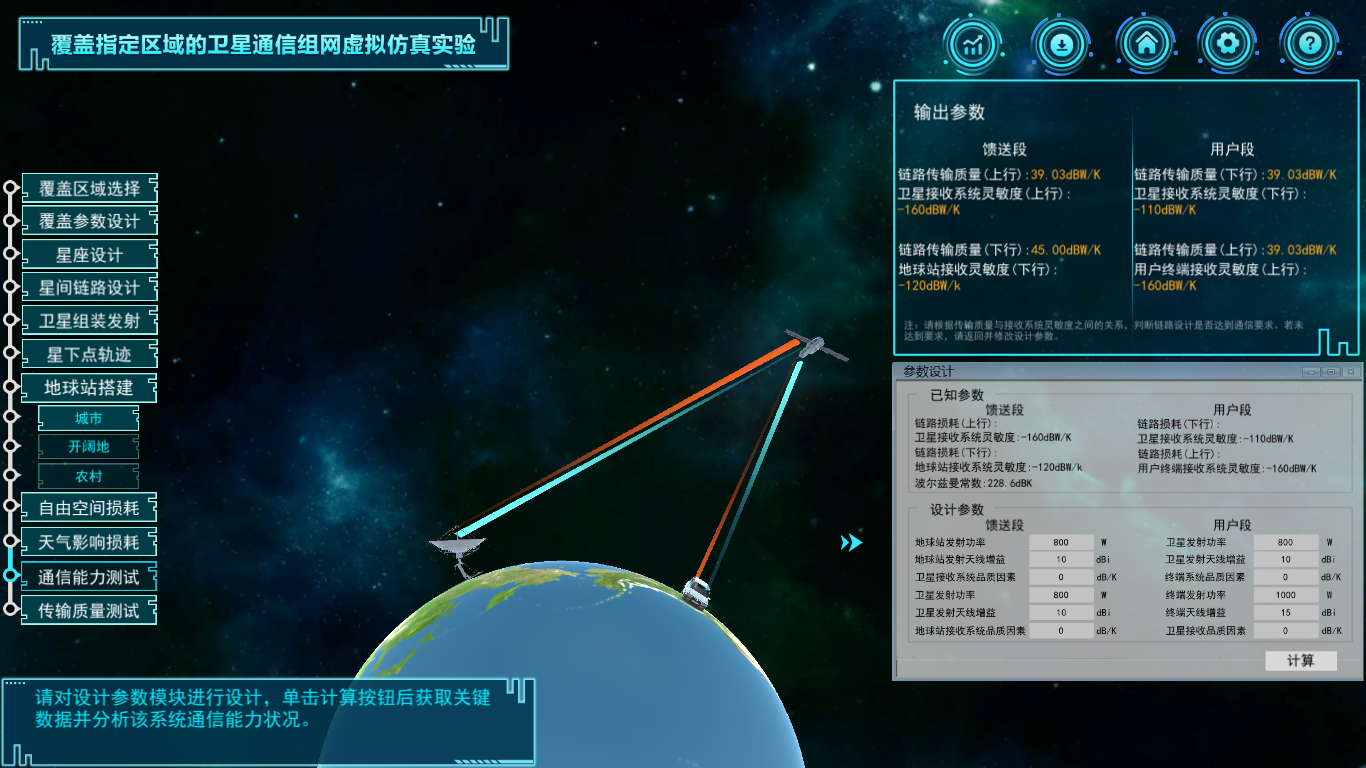 覆盖指定区域的卫星通信组网虚拟仿真实验
覆盖区域选择
覆盖参数设计
星座设计
星间链路设计
卫星组装发射
星下点轨迹
地球站搭建
城市
开阔地
农村
自由空间损耗
天气影响损耗
通信能力测试
传输质量测试
请对设计参数模块进行设计，单击计算按钮后获取关键
数据并分析该系统通信能力状况。
输出参数
馈送段
链路传输质量(上行):39.03dBW/K
卫星接收系统灵敏度(上行):
-160dBW/K
链路传输质量(下行):45.00dBW/K
地球站接收灵敏度(下行):
-120dBW/k
用户段
链路传输质量(下行):39.03dBW/K
卫星接收系统灵敏度(下行):
-110dBW/K
链路传输质量(上行):39.03dBW/K
用户终端接收灵敏度(上行):
-160dBW/K
注：请根据传输质量与接收系统灵敏度之间的关系，判断链路设计是否达到通信要求。若未
达到要求，请返回并修改设计参数。
参数设计
已知参数
馈送段
链路损耗(上行):
卫星接收系统灵敏度:-160dBW/K
链路损耗(下行):
地球站接收系统灵敏度:-120dBW/k
波尔兹曼常数:228.6dBK
用户段
链路损耗(下行):
卫星接收系统灵敏度:-110dBW/K
链路损耗(上行):
用户终端接收系统灵敏度:-160dBW/K
设计参数
馈送段
地球站发射功率 800 W
地球站发射天线增益 10 dBi
卫星接收系统品质因素 0 dB/K
卫星发射功率 800 W
卫星发射天线增益 10 dBi
地球站接收系统品质因素 0 dB/K
用户段
卫星发射功率 800 W
卫星发射天线增益 10 dBi
终端系统品质因素 0 dB/K
终端发射功率 1000 W
终端天线增益 15 dBi
卫星接收品质因素 0 dB/K
计算